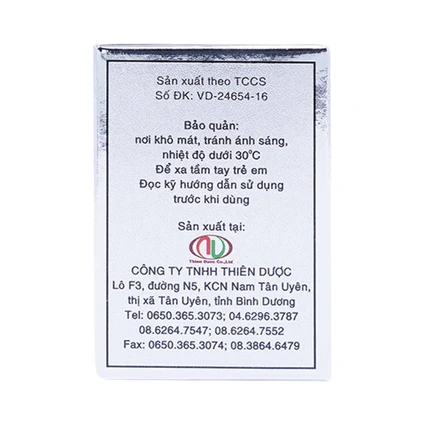 Sản xuất theo TCCS
Số ĐK: VD-24654-16
Bảo quản:
nơi khô mát, tránh ánh sáng,
nhiệt độ dưới 30°C
Để xa tầm tay trẻ em
Đọc kỹ hướng dẫn sử dụng
trước khi dùng
Sản xuất tại:
Thien Duoc Co.,Ltd
CÔNG TY TNHH THIÊN DƯỢC
Lô F3, đường N5, KCN Nam Tân Uyên,
thị xã Tân Uyên, tỉnh Bình Dương
Tel: 0650.365.3073; 04.6296.3787
08.6264.7547; 08.6264.7552
Fax: 0650.365.3074; 08.3864.6479